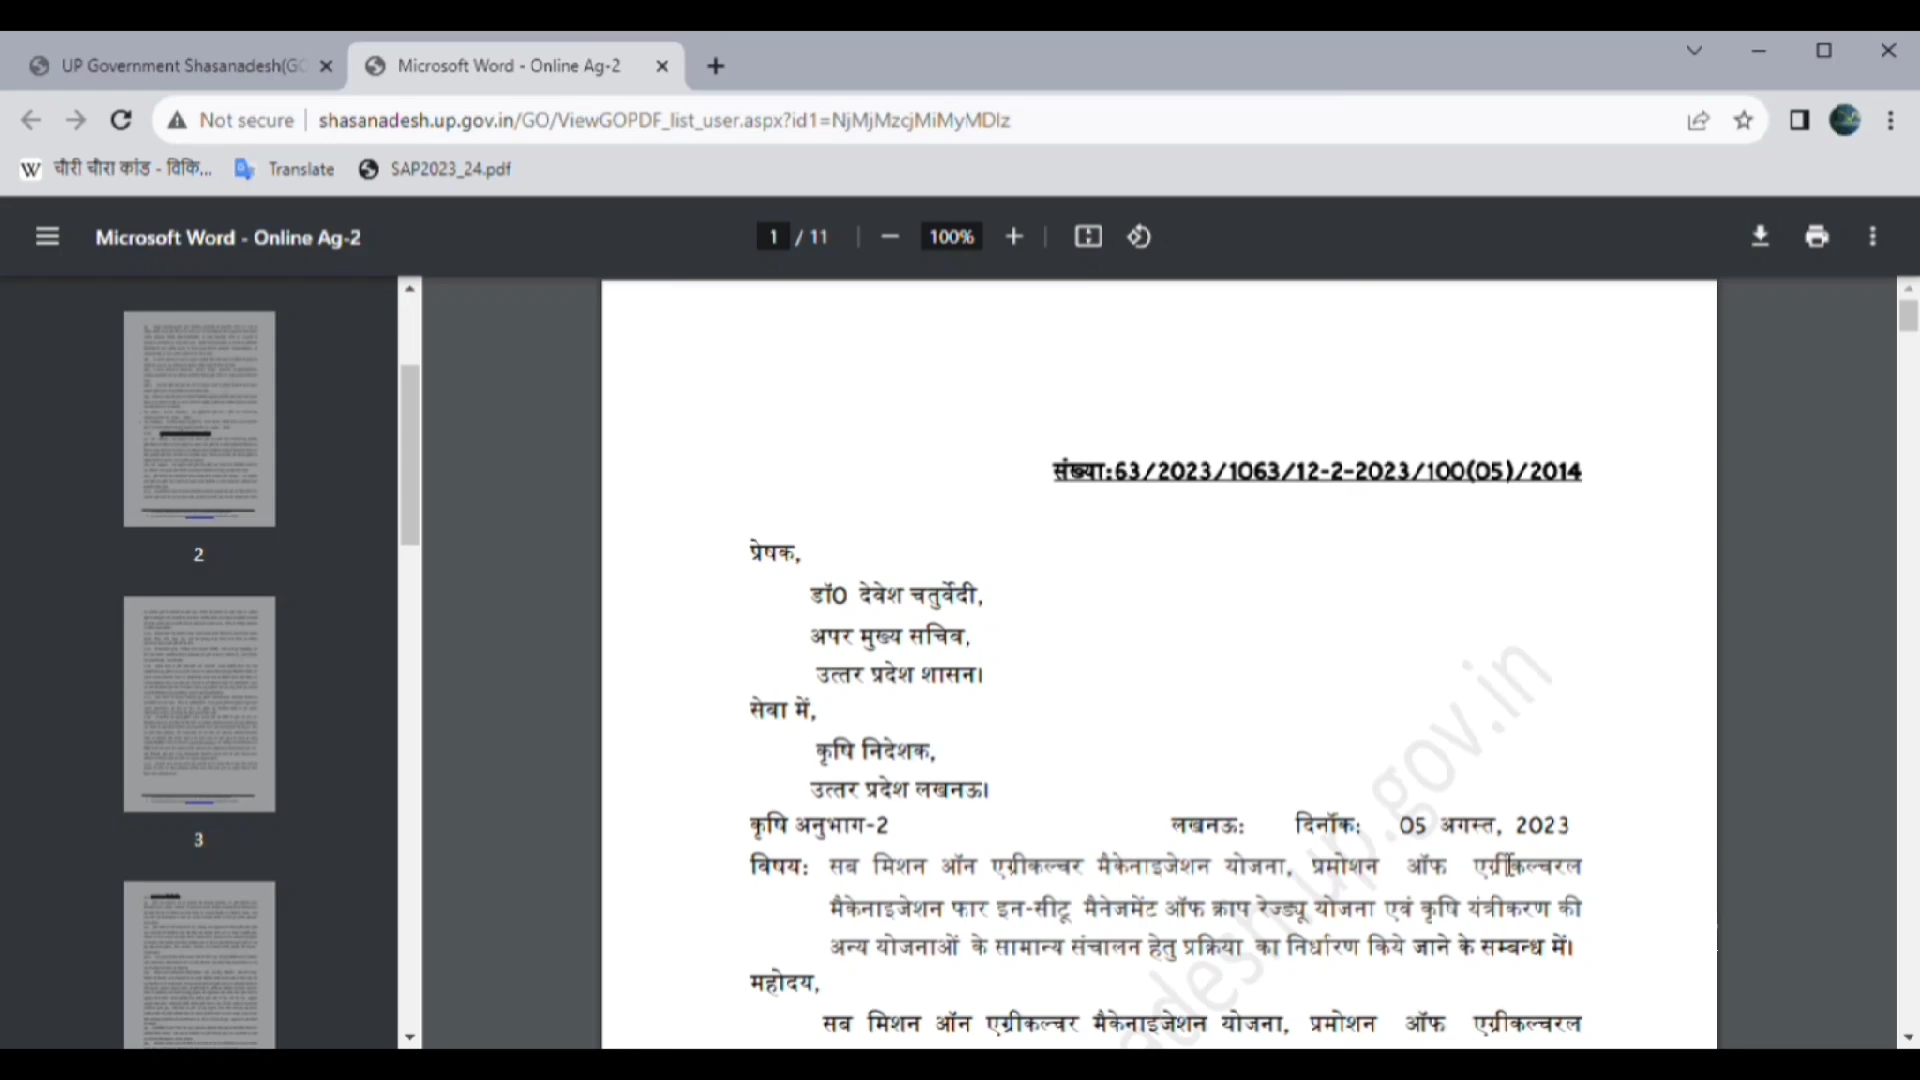 UP Government Shasanadesh(GO
Microsoft Word - Online Ag-2
Not secure
shasanadesh.up.gov.in/GO/ViewGOPDF_list_user.aspx?id1=NjMjMzcjMiMyMDIz
W चौरी चौरा कांड - विकि...
Translate
SAP2023_24.pdf
Microsoft Word - Online Ag-2
1 / 11
100%
2
3
संख्या:63/2023/1063/12-2-2023/100(05)/2014
प्रेषक,
डॉ0 देवेश चतुर्वेदी,
अपर मुख्य सचिव,
उत्तर प्रदेश शासन।
सेवा में,
कृषि निदेशक,
उत्तर प्रदेश लखनऊ।
कृषि अनुभाग-2 लखनऊ: दिनॉंक: 05 अगस्त, 2023
विषय: सब मिशन ऑन एग्रीकल्चर मैकेनाइजेशन योजना, प्रमोशन ऑफ एग्रीकल्चरल
मैकेनाइजेशन फार इन-सीटू मैनेजमेंट ऑफ क्राप रेज्ड्यू योजना एवं कृषि यंत्रीकरण की
अन्य योजनाओं के सामान्य संचालन हेतु प्रक्रिया का निर्धारण किये जाने के सम्बन्ध में।
महोदय,
सब मिशन ऑन एग्रीकल्चर मैकेनाइजेशन योजना, प्रमोशन ऑफ एग्रीकल्चरल
adesh.up.gov.in